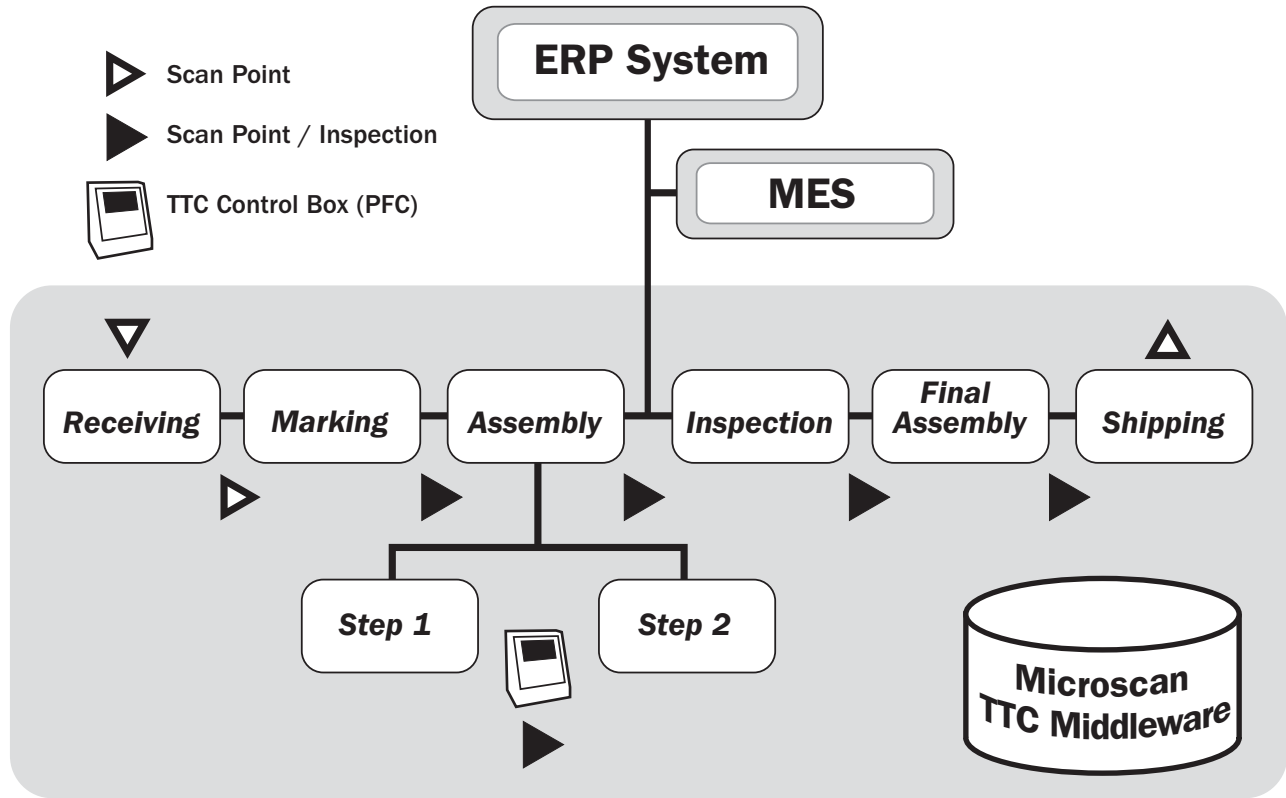 ERP System
Scan Point
Scan Point / Inspection
MES
TTC Control Box (PFC)
Receiving
Marking
Assembly
Inspection
Final
Assembly
Shipping
Step 1
Step 2
Microscan
TTC Middleware